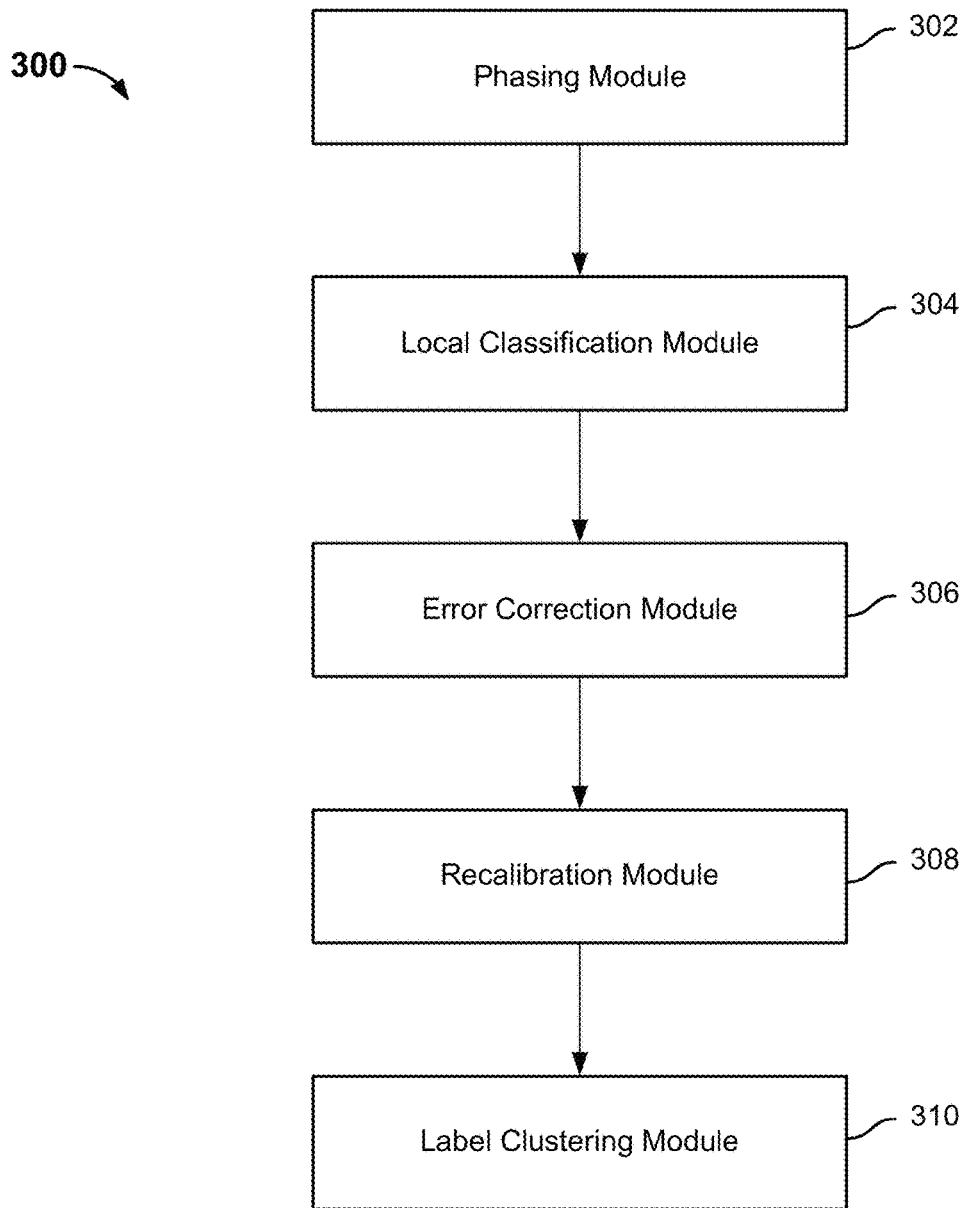 302
300
Phasing Module
304
Local Classification Module
306
Error Correction Module
308
Recalibration Module
310
Label Clustering Module